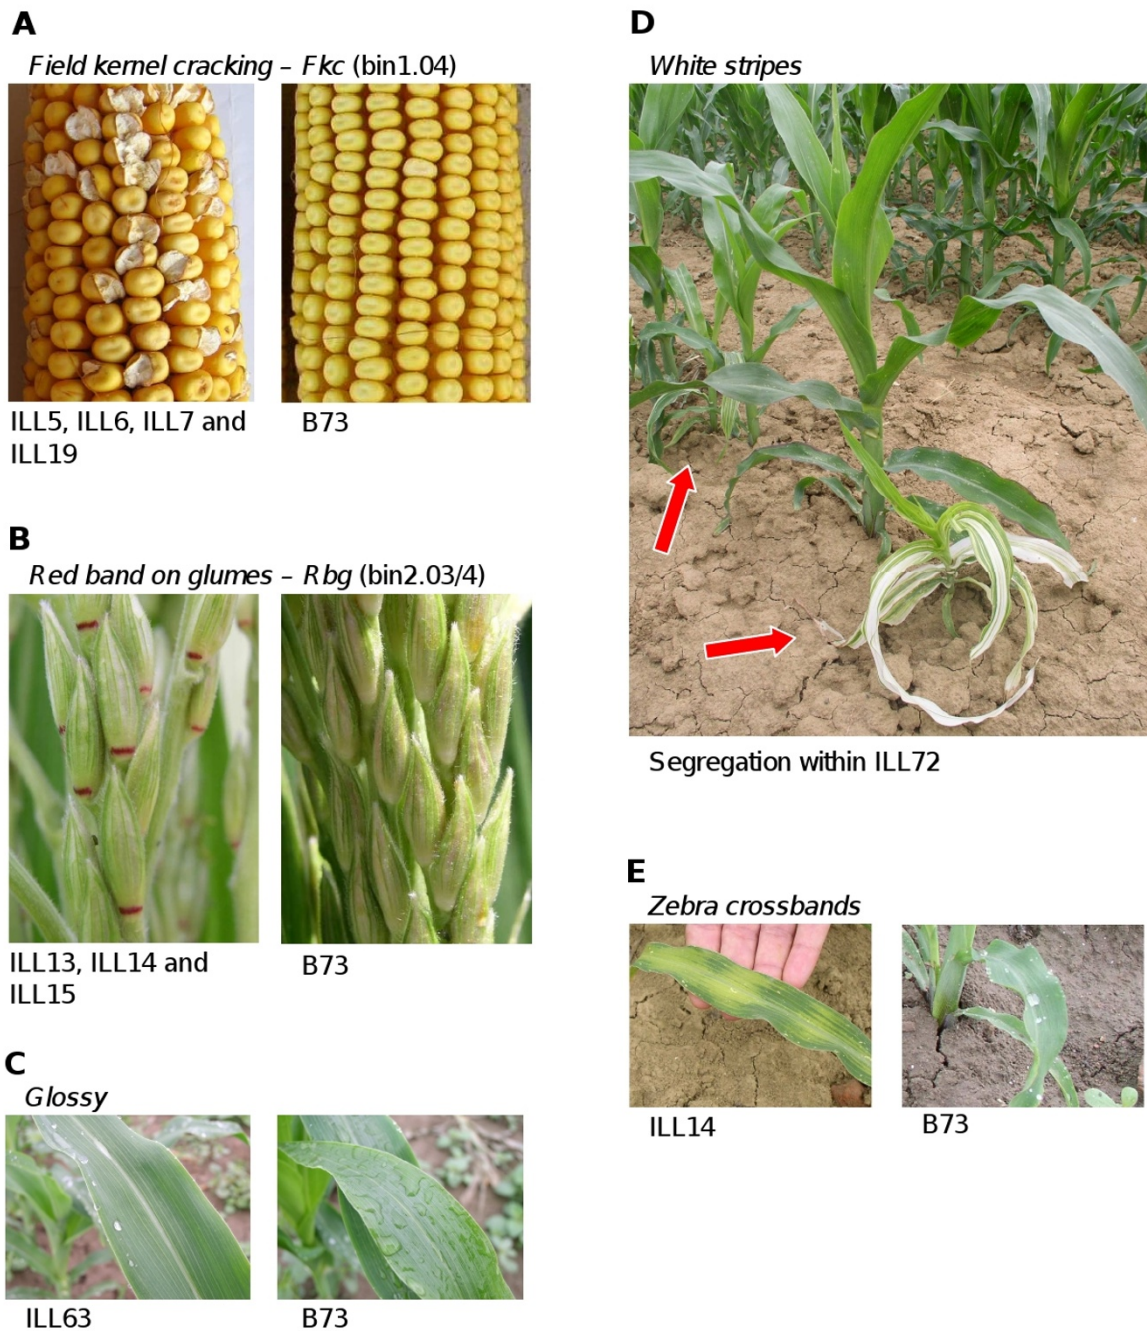 A
Field kernel cracking – Fkc (bin1.04)
ILL5, ILL6, ILL7 and
ILL19
B73
B
Red band on glumes – Rbg (bin2.03/4)
ILL13, ILL14 and
ILL15
B73
C
Glossy
ILL63
B73
D
White stripes
Segregation within ILL72
E
Zebra crossbands
ILL14
B73